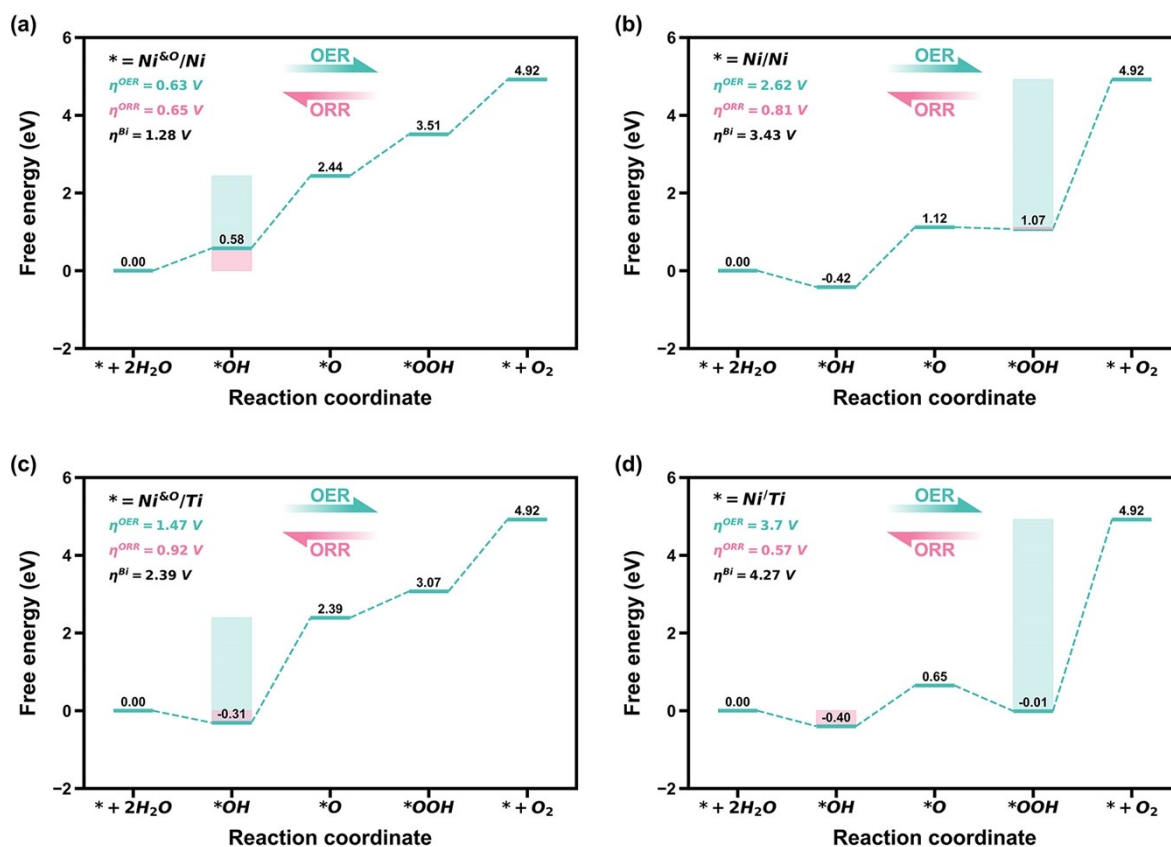 (a)
6
4
2
0
−2
Free energy (eV)
* = Ni^{&O}/Ni
η^{OER} = 0.63 V
η^{ORR} = 0.65 V
η^{Bi} = 1.28 V
OER
ORR
0.00
0.58
2.44
3.51
4.92
* + 2H₂O
*OH
*O
*OOH
* + O₂
Reaction coordinate
(b)
6
4
2
0
−2
Free energy (eV)
* = Ni/Ni
η^{OER} = 2.62 V
η^{ORR} = 0.81 V
η^{Bi} = 3.43 V
OER
ORR
0.00
-0.42
1.12
1.07
4.92
* + 2H₂O
*OH
*O
*OOH
* + O₂
Reaction coordinate
(c)
6
4
2
0
−2
Free energy (eV)
* = Ni^{&O}/Ti
η^{OER} = 1.47 V
η^{ORR} = 0.92 V
η^{Bi} = 2.39 V
OER
ORR
0.00
-0.31
2.39
3.07
4.92
* + 2H₂O
*OH
*O
*OOH
* + O₂
Reaction coordinate
(d)
6
4
2
0
−2
Free energy (eV)
* = Ni^{/}Ti
η^{OER} = 3.7 V
η^{ORR} = 0.57 V
η^{Bi} = 4.27 V
OER
ORR
0.00
-0.40
0.65
-0.01
4.92
* + 2H₂O
*OH
*O
*OOH
* + O₂
Reaction coordinate